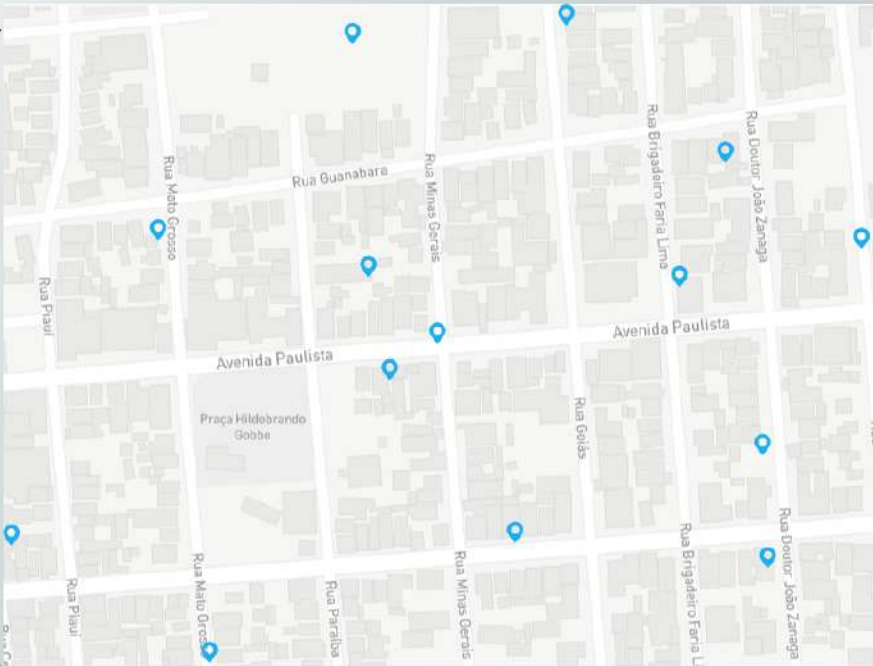 Rua Mato Grosso
Rua Guanabara
Rua Minas Gerais
Rua Brigadeiro Faria Lima
Rua Doutor João Zanaga
Rua Piauí
Avenida Paulista
Avenida Paulista
Praça Hildebrando
Gobbe
Rua Goiás
Rua Piauí
Rua Mato Grosso
Rua Paraíba
Rua Minas Gerais
Rua Brigadeiro Faria L
Rua Doutor João Zanaga